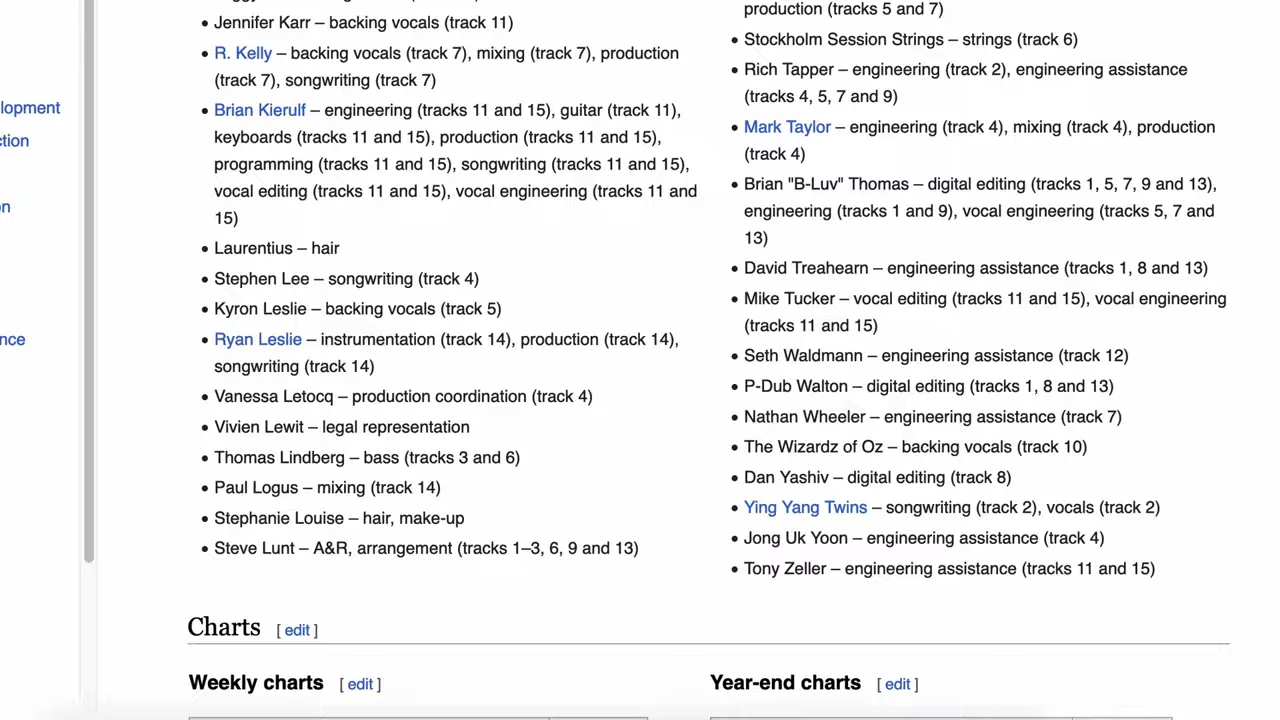 lopment
ction
on
nce
• Jennifer Karr – backing vocals (track 11)
• R. Kelly – backing vocals (track 7), mixing (track 7), production
(track 7), songwriting (track 7)
• Brian Kierulf – engineering (tracks 11 and 15), guitar (track 11),
keyboards (tracks 11 and 15), production (tracks 11 and 15),
programming (tracks 11 and 15), songwriting (tracks 11 and 15),
vocal editing (tracks 11 and 15), vocal engineering (tracks 11 and
15)
• Laurentius – hair
• Stephen Lee – songwriting (track 4)
• Kyron Leslie – backing vocals (track 5)
• Ryan Leslie – instrumentation (track 14), production (track 14),
songwriting (track 14)
• Vanessa Letocq – production coordination (track 4)
• Vivien Lewit – legal representation
• Thomas Lindberg – bass (tracks 3 and 6)
• Paul Logus – mixing (track 14)
• Stephanie Louise – hair, make-up
• Steve Lunt – A&R, arrangement (tracks 1–3, 6, 9 and 13)
production (tracks 5 and 7)
• Stockholm Session Strings – strings (track 6)
• Rich Tapper – engineering (track 2), engineering assistance
(tracks 4, 5, 7 and 9)
• Mark Taylor – engineering (track 4), mixing (track 4), production
(track 4)
• Brian "B-Luv" Thomas – digital editing (tracks 1, 5, 7, 9 and 13),
engineering (tracks 1 and 9), vocal engineering (tracks 5, 7 and
13)
• David Treahearn – engineering assistance (tracks 1, 8 and 13)
• Mike Tucker – vocal editing (tracks 11 and 15), vocal engineering
(tracks 11 and 15)
• Seth Waldmann – engineering assistance (track 12)
• P-Dub Walton – digital editing (tracks 1, 8 and 13)
• Nathan Wheeler – engineering assistance (track 7)
• The Wizardz of Oz – backing vocals (track 10)
• Dan Yashiv – digital editing (track 8)
• Ying Yang Twins – songwriting (track 2), vocals (track 2)
• Jong Uk Yoon – engineering assistance (track 4)
• Tony Zeller – engineering assistance (tracks 11 and 15)
Charts [ edit ]
Weekly charts [ edit ]
Year-end charts [ edit ]